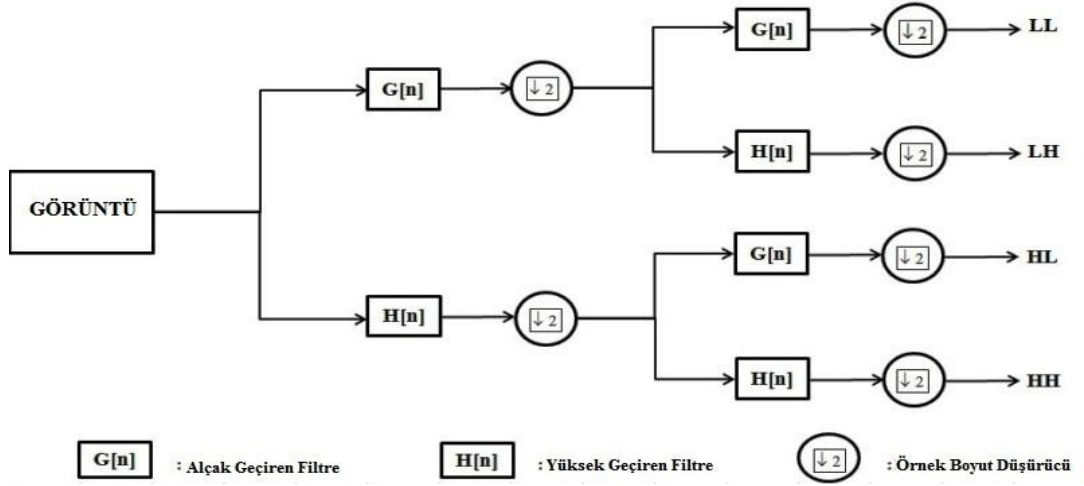 G[n] ↓2 LL
G[n] ↓2
H[n] ↓2 LH
GÖRÜNTÜ
G[n] ↓2 HL
H[n] ↓2
H[n] ↓2 HH
G[n] : Alçak Geçiren Filtre H[n] : Yüksek Geçiren Filtre ↓2 : Örnek Boyut Düşürücü